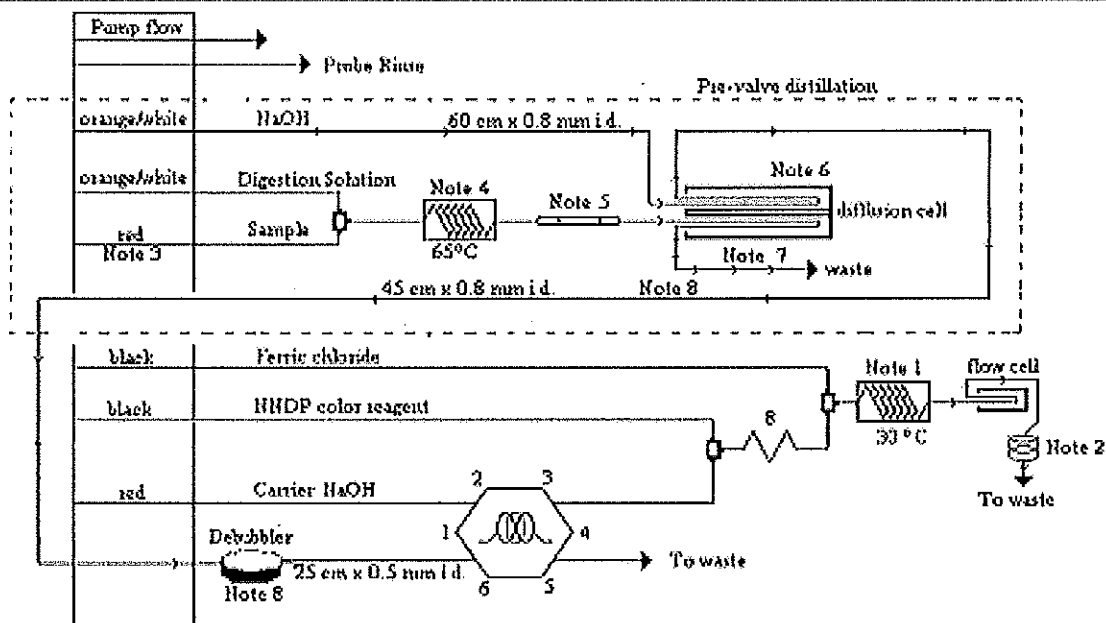 Pump flow
Probe Rinse
Pre-valve distillation
orange/white NaOH 60 cm x 0.8 mm i d.
Note 6
orange/white Digestion Solution
Note 4
Note 5
diffusion cell
red Sample
Note 3
65°C
Note 7
waste
45 cm x 0.8 mm i d. Note 8
black Ferric chloride
Note 1
flow cell
black NNDP color reagent
8
30 °C
Note 2
To waste
red Carrier NaOH
2 3
1 4
Debubbler
To waste
25 cm x 0.5 mm i d.
6 5
Note 8